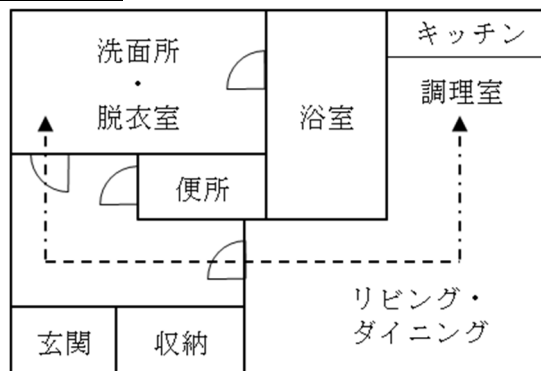 洗面所
・
脱衣室
浴室
キッチン
調理室
便所
リビング・
ダイニング
玄関
収納